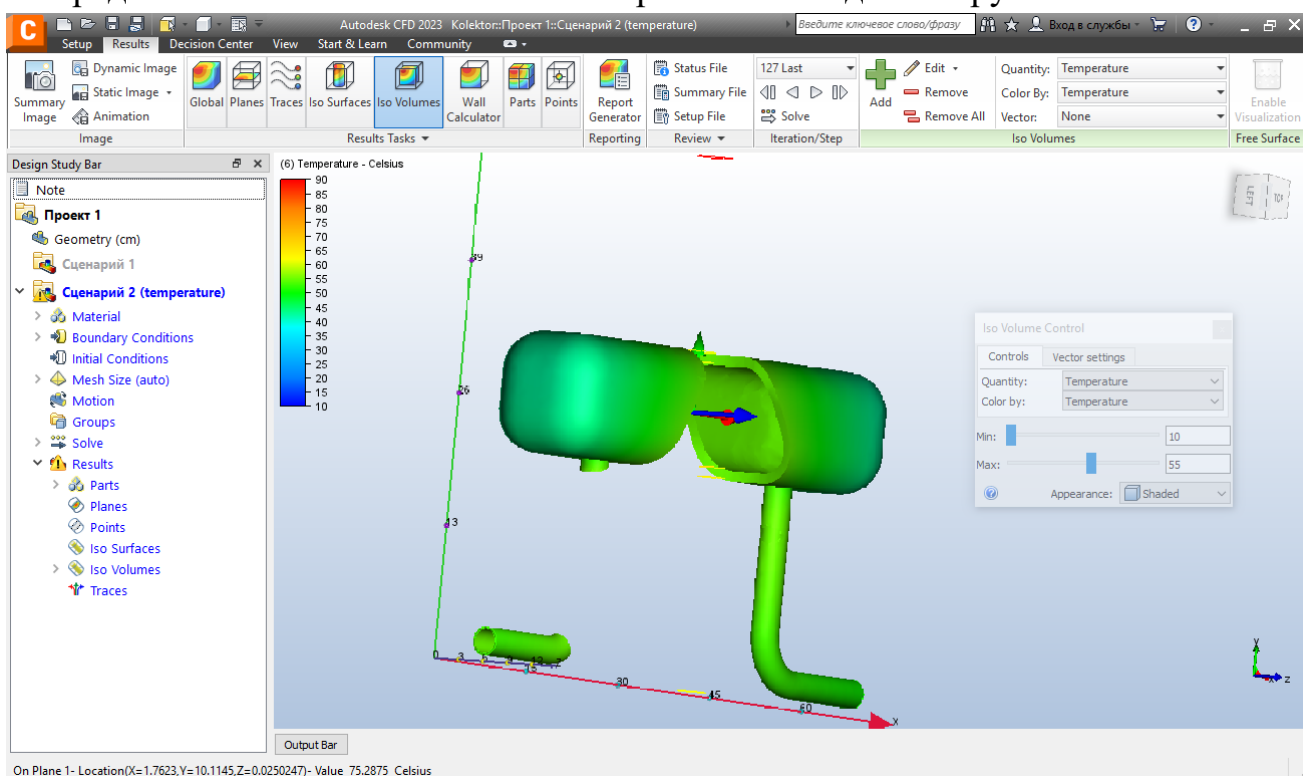 Autodesk CFD 2023 Kolektor::Проект 1::Сценарий 2 (temperature)
Введите ключевое слово/фразу
Вход в службы
Setup Results Decision Center View Start & Learn Community
Dynamic Image
Static Image
Animation
Summary Image
Global Planes Traces Iso Surfaces Iso Volumes Wall Calculator Parts Points
Report Generator
Status File
Summary File
Setup File
127 Last
Solve
Add
Edit
Remove
Remove All
Quantity: Temperature
Color By: Temperature
Vector: None
Enable Visualization
Image Results Tasks Reporting Review Iteration/Step Iso Volumes Free Surface
Design Study Bar
Note
Проект 1
Geometry (cm)
Сценарий 1
Сценарий 2 (temperature)
Material
Boundary Conditions
Initial Conditions
Mesh Size (auto)
Motion
Groups
Solve
Results
Parts
Planes
Points
Iso Surfaces
Iso Volumes
Traces
(6) Temperature - Celsius
90
85
80
75
70
65
60
55
50
45
40
35
30
25
20
15
10
39
26
13
0
3
15
30
45
60
x
LEFT
Iso Volume Control
Controls Vector settings
Quantity: Temperature
Color by: Temperature
Min: 10
Max: 55
Appearance: Shaded
Y
z
Output Bar
On Plane 1- Location(X=1.7623,Y=10.1145,Z=0.0250247)- Value 75.2875 Celsius